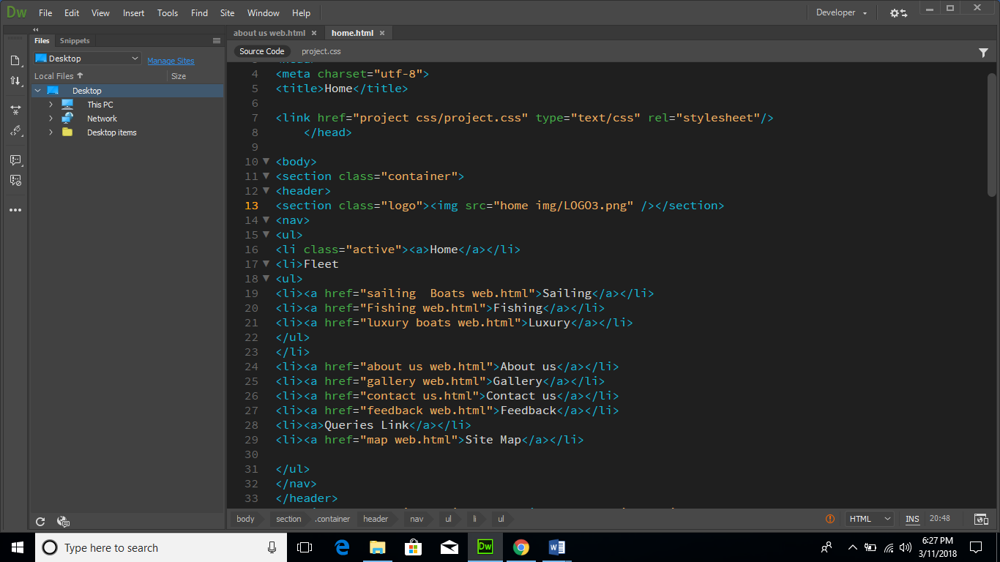 Dw File Edit View Insert Tools Find Site Window Help Developer
Files Snippets
Desktop Manage Sites
Local Files Size
Desktop
This PC
Network
Desktop items
about us web.html home.html
Source Code project.css
4 <meta charset="utf-8">
5 <title>Home</title>
6
7 <link href="project css/project.css" type="text/css" rel="stylesheet"/>
8 </head>
9
10 <body>
11 <section class="container">
12 <header>
13 <section class="logo"><img src="home img/LOGO3.png" /></section>
14 <nav>
15 <ul>
16 <li class="active"><a>Home</a></li>
17 <li>Fleet
18 <ul>
19 <li><a href="sailing  Boats web.html">Sailing</a></li>
20 <li><a href="Fishing web.html">Fishing</a></li>
21 <li><a href="luxury boats web.html">Luxury</a></li>
22 </ul>
23 </li>
24 <li><a href="about us web.html">About us</a></li>
25 <li><a href="gallery web.html">Gallery</a></li>
26 <li><a href="contact us.html">Contact us</a></li>
27 <li><a href="feedback web.html">Feedback</a></li>
28 <li><a>Queries Link</a></li>
29 <li><a href="map web.html">Site Map</a></li>
30
31 </ul>
32 </nav>
33 </header>
body section .container header nav ul li ul HTML INS 20:48
Type here to search
Dw
6:27 PM
3/11/2018